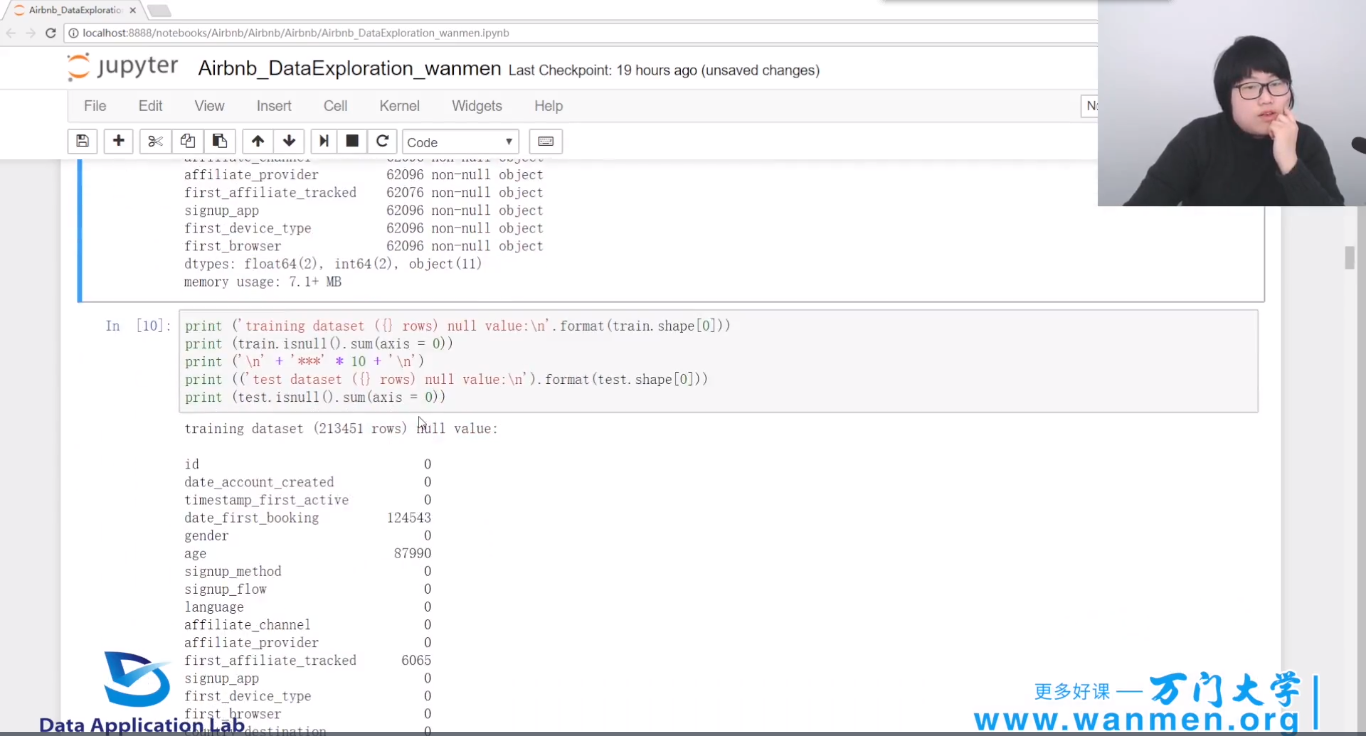 Airbnb_DataExploratio
localhost:8888/notebooks/Airbnb/Airbnb/Airbnb/Airbnb_DataExploration_wanmen.ipynb
jupyter Airbnb_DataExploration_wanmen Last Checkpoint: 19 hours ago (unsaved changes)
File Edit View Insert Cell Kernel Widgets Help
Code
affiliate_channel 62096 non-null object
affiliate_provider 62096 non-null object
first_affiliate_tracked 62076 non-null object
signup_app 62096 non-null object
first_device_type 62096 non-null object
first_browser 62096 non-null object
dtypes: float64(2), int64(2), object(11)
memory usage: 7.1+ MB
In [10]:
print ('training dataset ({} rows) null value:\n'.format(train.shape[0]))
print (train.isnull().sum(axis = 0))
print ('\n' + '***' * 10 + '\n')
print (('test dataset ({} rows) null value:\n').format(test.shape[0]))
print (test.isnull().sum(axis = 0))
training dataset (213451 rows) null value:
id 0
date_account_created 0
timestamp_first_active 0
date_first_booking 124543
gender 0
age 87990
signup_method 0
signup_flow 0
language 0
affiliate_channel 0
affiliate_provider 0
first_affiliate_tracked 6065
signup_app 0
first_device_type 0
first_browser 0
country_destination 0
Data Application Lab
更多好课 — 万门大学
www.wanmen.org